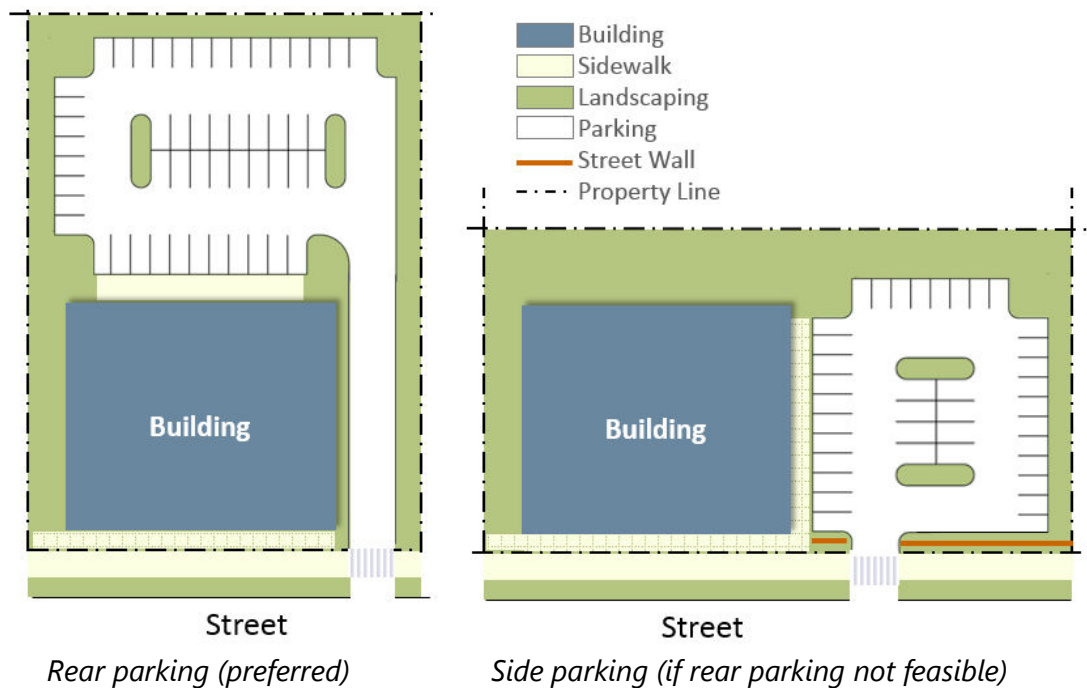 Building
Sidewalk
Landscaping
Parking
Street Wall
Property Line
Building
Building
Street
Street
Rear parking (preferred)
Side parking (if rear parking not feasible)